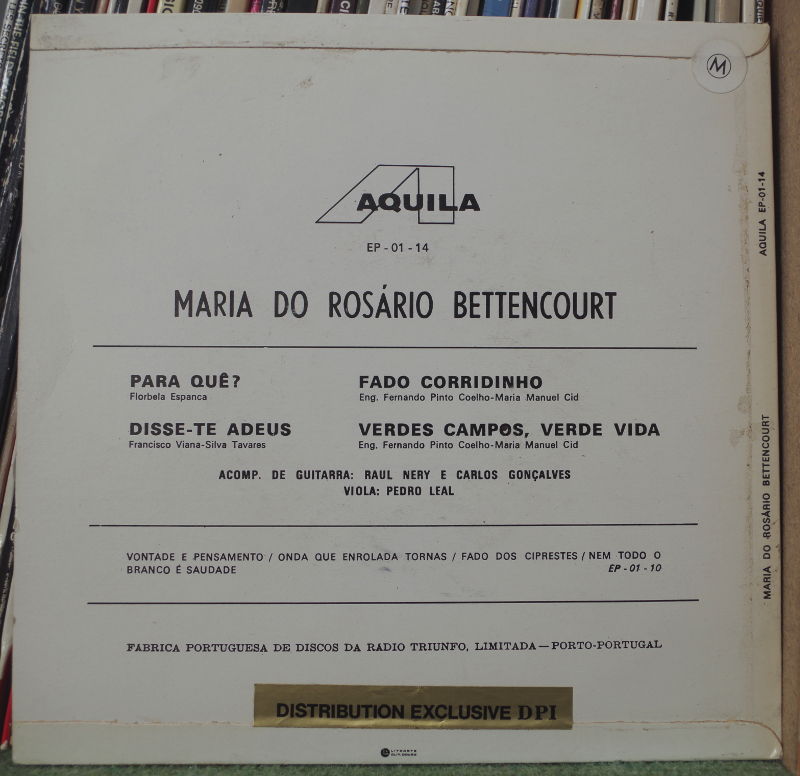 M
AQUILA
EP-01-14
MARIA DO ROSÁRIO BETTENCOURT
PARA QUÊ?
Florbela Espanca
FADO CORRIDINHO
Eng. Fernando Pinto Coelho-Maria Manuel Cid
DISSE-TE ADEUS
Francisco Viana-Silva Tavares
VERDES CAMPOS, VERDE VIDA
Eng. Fernando Pinto Coelho-Maria Manuel Cid
ACOMP. DE GUITARRA: RAUL NERY E CARLOS GONÇALVES
VIOLA: PEDRO LEAL
VONTADE E PENSAMENTO / ONDA QUE ENROLADA TORNAS / FADO DOS CIPRESTES / NEM TODO O
BRANCO É SAUDADE EP-01-10
FABRICA PORTUGUESA DE DISCOS DA RADIO TRIUNFO, LIMITADA — PORTO-PORTUGAL
DISTRIBUTION EXCLUSIVE DPI
AQUILA EP-01-14
MARIA DO ROSÁRIO BETTENCOURT